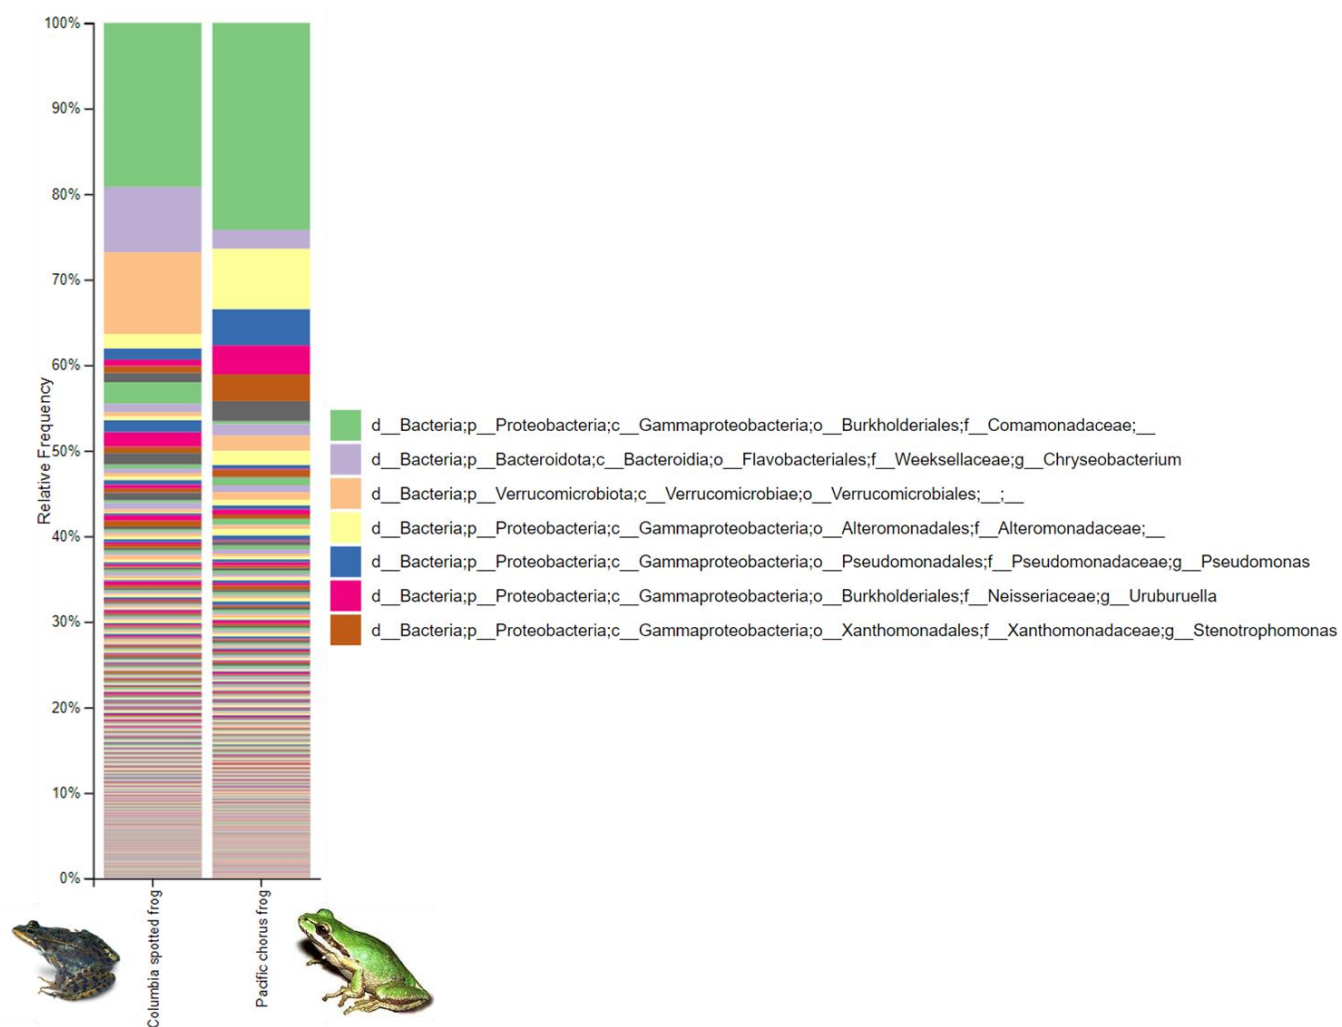 100%
90%
80%
70%
60%
50%
40%
30%
20%
10%
0%
Relative Frequency
Columbia spotted frog
Pacific chorus frog
d__Bacteria;p__Proteobacteria;c__Gammaproteobacteria;o__Burkholderiales;f__Comamonadaceae;__
d__Bacteria;p__Bacteroidota;c__Bacteroidia;o__Flavobacteriales;f__Weeksellaceae;g__Chryseobacterium
d__Bacteria;p__Verrucomicrobiota;c__Verrucomicrobiae;o__Verrucomicrobiales;__;__
d__Bacteria;p__Proteobacteria;c__Gammaproteobacteria;o__Alteromonadales;f__Alteromonadaceae;__
d__Bacteria;p__Proteobacteria;c__Gammaproteobacteria;o__Pseudomonadales;f__Pseudomonadaceae;g__Pseudomonas
d__Bacteria;p__Proteobacteria;c__Gammaproteobacteria;o__Burkholderiales;f__Neisseriaceae;g__Uruburuella
d__Bacteria;p__Proteobacteria;c__Gammaproteobacteria;o__Xanthomonadales;f__Xanthomonadaceae;g__Stenotrophomonas